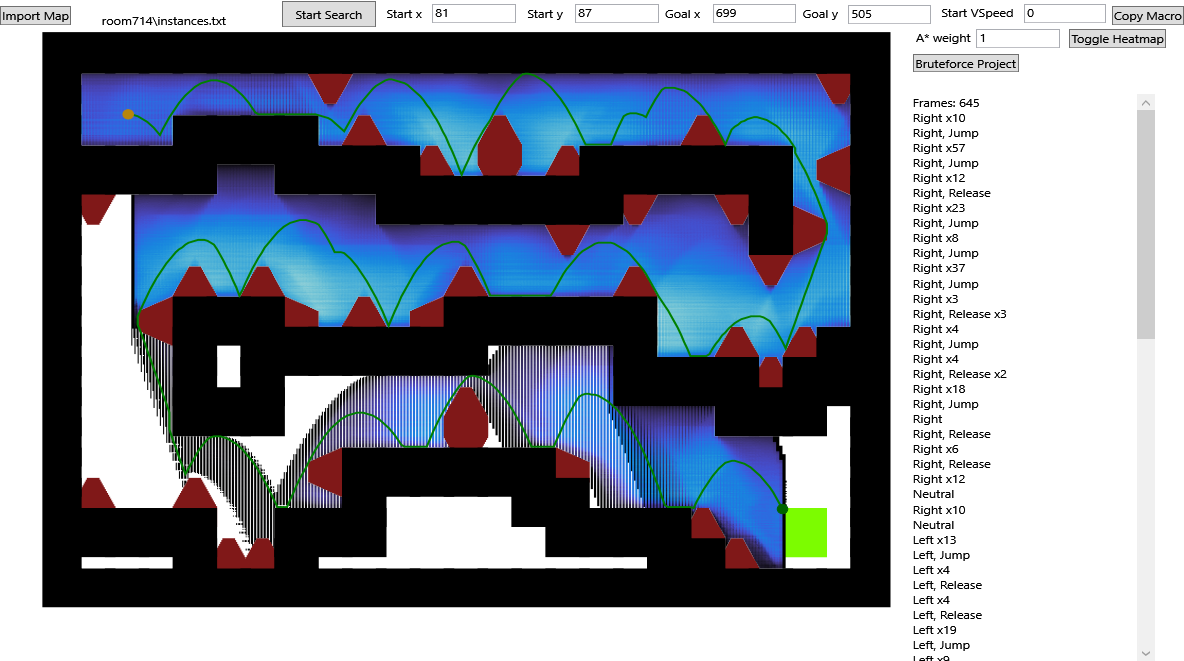 Import Map
room714\instances.txt
Start Search
Start x 81
Start y 87
Goal x 699
Goal y 505
Start VSpeed 0
Copy Macro
A* weight 1
Toggle Heatmap
Bruteforce Project
Frames: 645
Right x10
Right, Jump
Right x57
Right, Jump
Right x12
Right, Release
Right x23
Right, Jump
Right x8
Right, Jump
Right x37
Right, Jump
Right x3
Right, Release x3
Right x4
Right, Jump
Right x4
Right, Release x2
Right x18
Right, Jump
Right
Right, Release
Right x6
Right, Release
Right x12
Neutral
Right x10
Neutral
Left x13
Left, Jump
Left x4
Left, Release
Left x4
Left, Release
Left x19
Left, Jump
Left x9